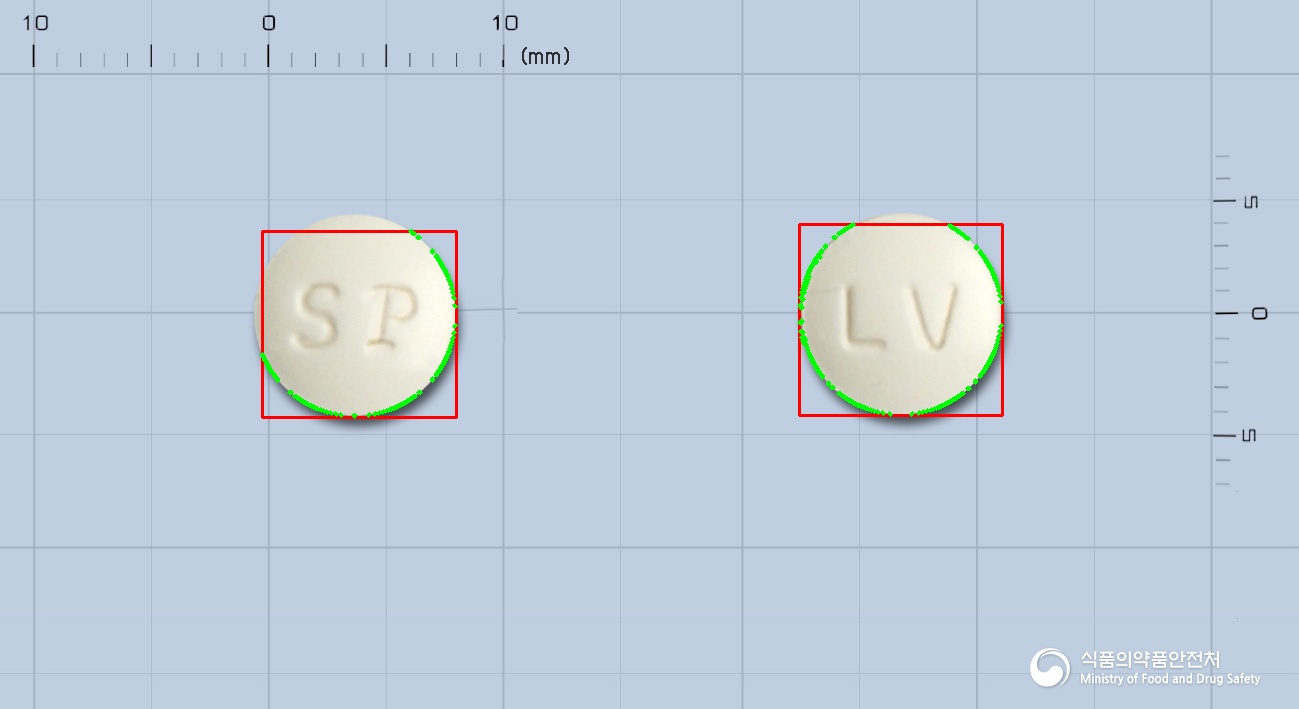 10 0 10
(mm)
5
SP
LV
0
5
식품의약품안전처
Ministry of Food and Drug Safety